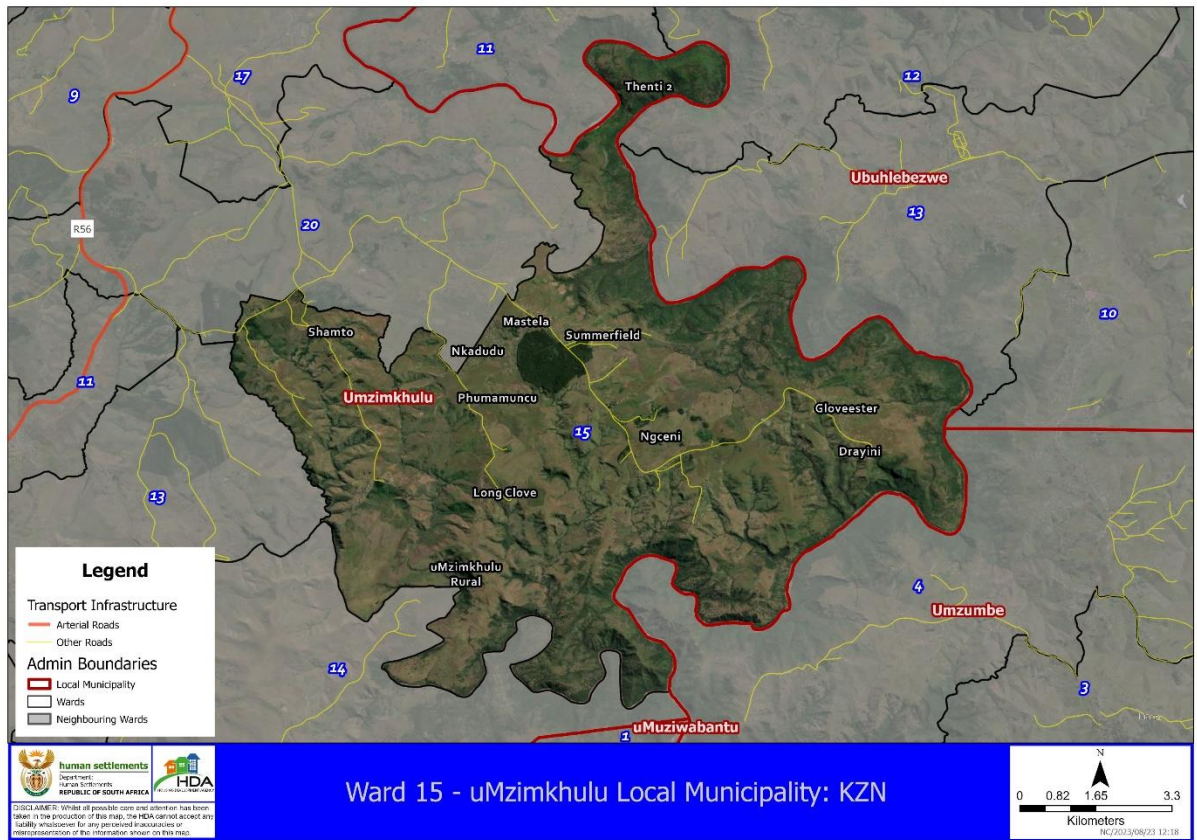 11
17
12
9
Thenti 2
Ubuhlebezwe
13
20
R56
10
Mastela
Shamto
Summerfield
Nkadudu
11
Umzimkhulu
Phumamuncu
Gloveester
15
Ngceni
Drayini
13
Long Clove
uMzimkhulu
Rural
4
Umzumbe
14
3
uMuziwabantu
1
Legend
Transport Infrastructure
Arterial Roads
Other Roads
Admin Boundaries
Local Municipality
Wards
Neighbouring Wards
human settlements
Department:
Human Settlements
REPUBLIC OF SOUTH AFRICA
HDA
DISCLAIMER: Whilst all possible care and attention has been
taken in the production of this map, the HDA cannot accept any
liability whatsoever for any perceived inaccuracies or
misrepresentation of the information shown on this map.
Ward 15 - uMzimkhulu Local Municipality: KZN
N
0 0.82 1.65 3.3
Kilometers
NC/2023/08/23 12:18